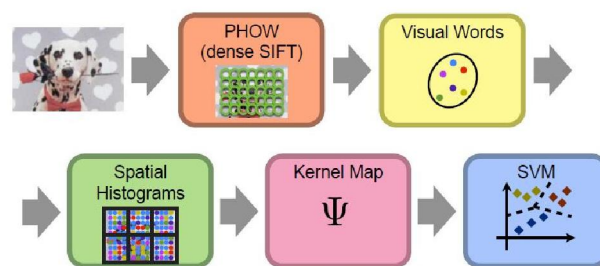 PHOW
(dense SIFT)
Visual Words
Spatial
Histograms
Kernel Map
Ψ
SVM